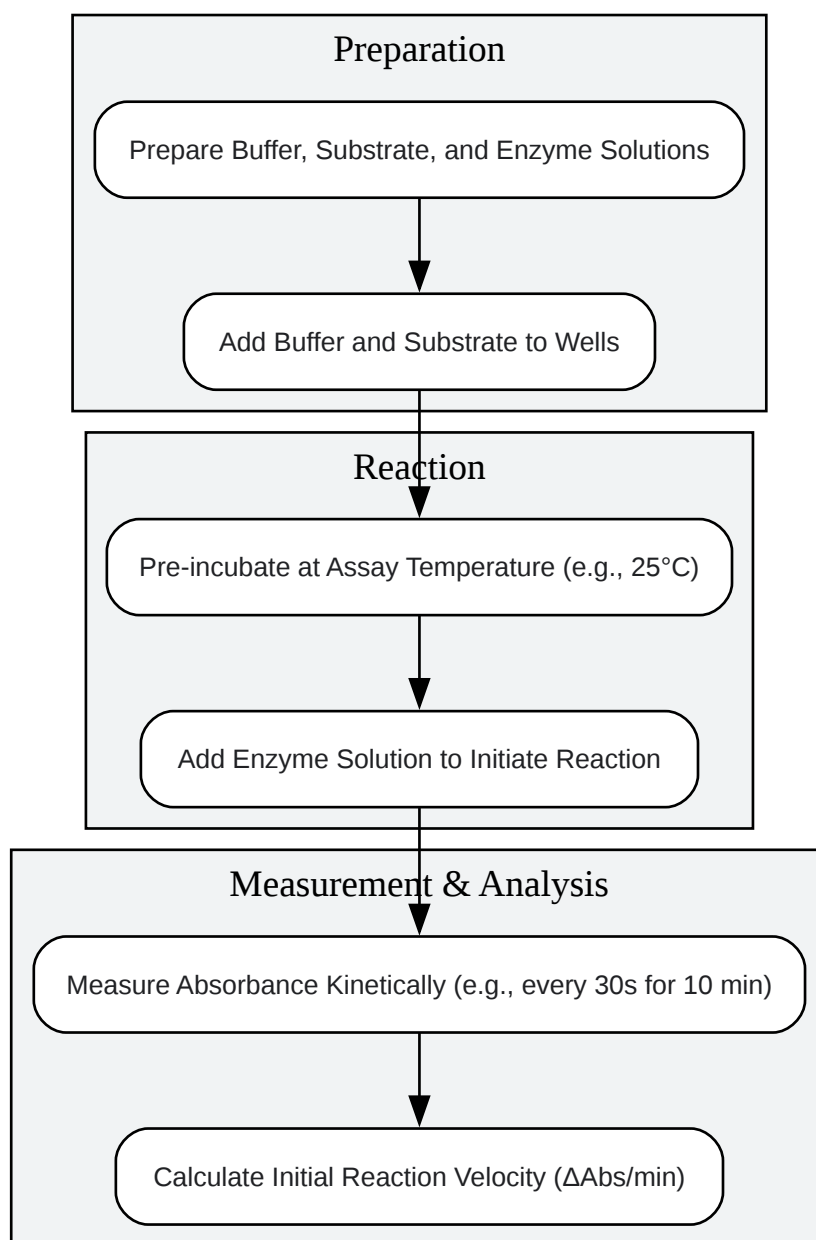 Preparation
Prepare Buffer, Substrate, and Enzyme Solutions
Add Buffer and Substrate to Wells
Reaction
Pre-incubate at Assay Temperature (e.g., 25°C)
Add Enzyme Solution to Initiate Reaction
Measurement & Analysis
Measure Absorbance Kinetically (e.g., every 30s for 10 min)
Calculate Initial Reaction Velocity (ΔAbs/min)